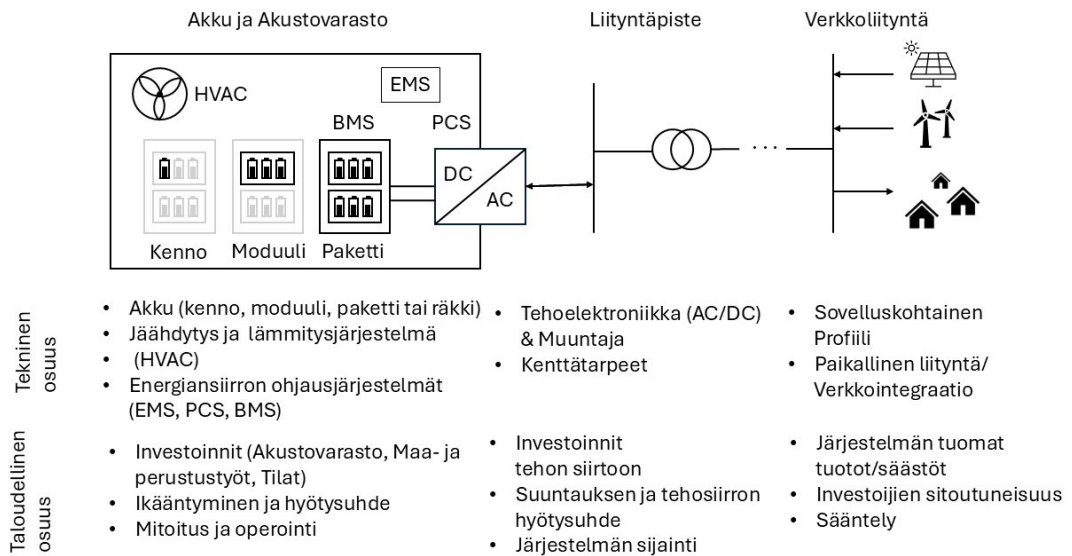 Akku ja Akustovarasto
Liityntäpiste
Verkkoliityntä
HVAC
EMS
BMS
PCS
DC
AC
Kenno
Moduuli
Paketti
Tekninen
osuus
• Akku (kenno, moduuli, paketti tai räkki)
• Jäähdytys ja lämmitysjärjestelmä
• (HVAC)
• Energiansiirron ohjausjärjestelmät
(EMS, PCS, BMS)
• Tehoelektroniikka (AC/DC)
& Muuntaja
• Kenttätarpeet
• Sovelluskohtainen
Profiili
• Paikallinen liityntä/
Verkkointegraatio
Taloudellinen
osuus
• Investoinnit (Akustovarasto, Maa- ja
perustustyöt, Tilat)
• Ikääntyminen ja hyötysuhde
• Mitoitus ja operointi
• Investoinnit
tehon siirtoon
• Suuntauksen ja tehosiirron
hyötysuhde
• Järjestelmän sijainti
• Järjestelmän tuomat
tuotot/säästöt
• Investoijien sitoutuneisuus
• Sääntely